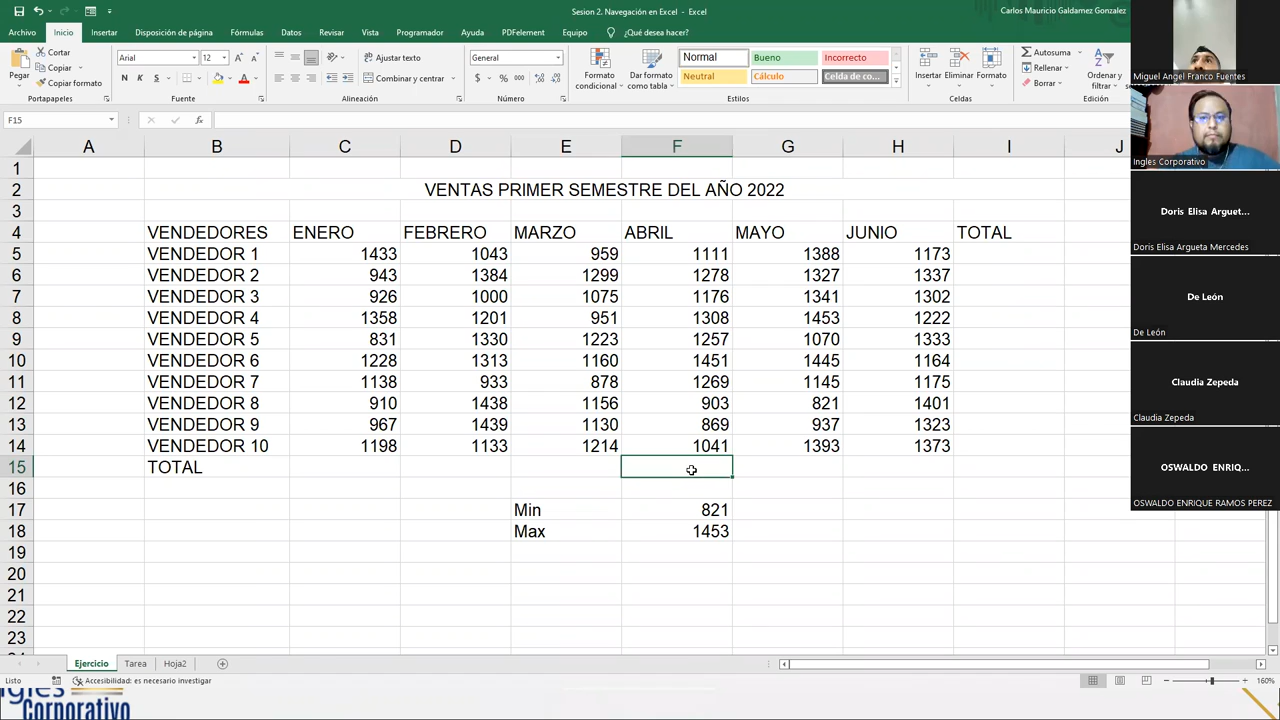 Sesion 2. Navegación en Excel - Excel
Carlos Mauricio Galdamez Gonzalez
Archivo Inicio Insertar Disposición de página Fórmulas Datos Revisar Vista Programador Ayuda PDFelement Equipo ¿Qué desea hacer?
Pegar
Cortar
Copiar
Copiar formato
Portapapeles
Arial 12
N K S
Fuente
Ajustar texto
Combinar y centrar
Alineación
General
$ % 000
Número
Formato condicional
Dar formato como tabla
Normal Bueno Incorrecto
Neutral Cálculo Celda de co...
Estilos
Insertar Eliminar Formato
Celdas
Autosuma
Rellenar
Borrar
Ordenar y filtrar
Edición
F15
fx
A B C D E F G H I J
1
2 VENTAS PRIMER SEMESTRE DEL AÑO 2022
3
4 VENDEDORES ENERO FEBRERO MARZO ABRIL MAYO JUNIO TOTAL
5 VENDEDOR 1 1433 1043 959 1111 1388 1173
6 VENDEDOR 2 943 1384 1299 1278 1327 1337
7 VENDEDOR 3 926 1000 1075 1176 1341 1302
8 VENDEDOR 4 1358 1201 951 1308 1453 1222
9 VENDEDOR 5 831 1330 1223 1257 1070 1333
10 VENDEDOR 6 1228 1313 1160 1451 1445 1164
11 VENDEDOR 7 1138 933 878 1269 1145 1175
12 VENDEDOR 8 910 1438 1156 903 821 1401
13 VENDEDOR 9 967 1439 1130 869 937 1323
14 VENDEDOR 10 1198 1133 1214 1041 1393 1373
15 TOTAL
16
17 Min 821
18 Max 1453
19
20
21
22
23
Ejercicio Tarea Hoja2
Listo
Accesibilidad: es necesario investigar
160%
Ingles
Corporativo
Miguel Angel Franco Fuentes
Ingles Corporativo
Doris Elisa Arguet...
Doris Elisa Argueta Mercedes
De León
De León
Claudia Zepeda
Claudia Zepeda
OSWALDO ENRIQ...
OSWALDO ENRIQUE RAMOS PEREZ